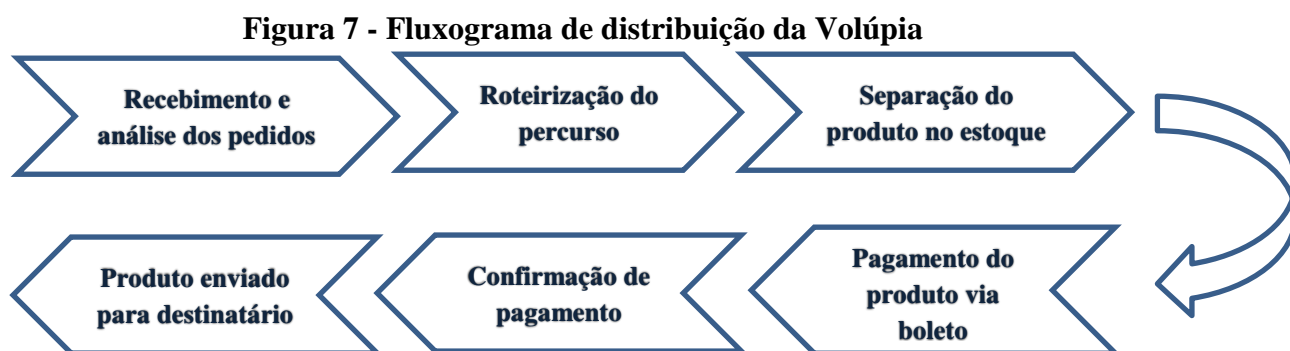 Figura 7 - Fluxograma de distribuição da Volúpia
Recebimento e
análise dos pedidos
Roteirização do
percurso
Separação do
produto no estoque
Pagamento do
produto via
boleto
Confirmação de
pagamento
Produto enviado
para destinatário